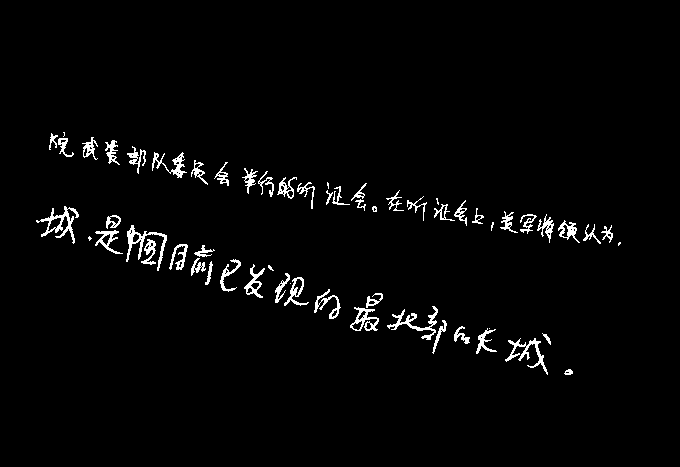 院武装部队委员会举行的听证会。在听证会上,美军将领认为,
城,是中国目前已发现的最北部的长城。